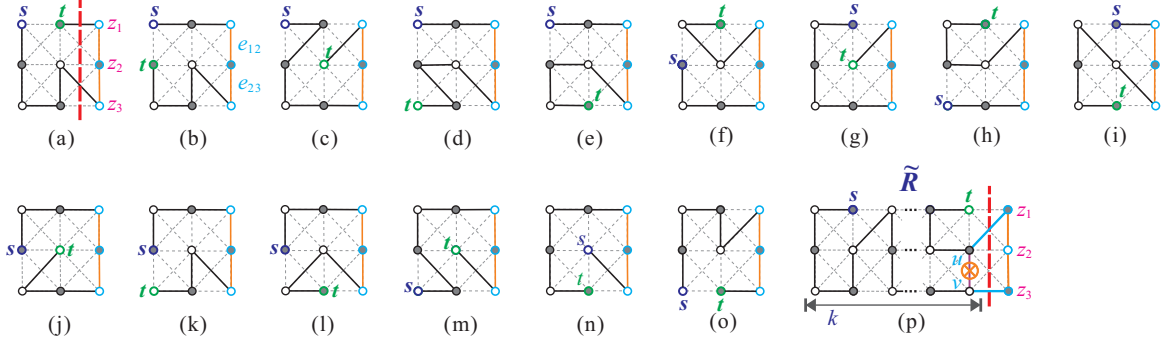 s t s s t s s t s t s t s
z₁
e₁₂
z₂
t t s t
e₂₃
z₃ t t s t
(a) (b) (c) (d) (e) (f) (g) (h) (i)
R̃
s t z₁
s t s s t s z₂
u
v
t t s t s t z₃
k
(j) (k) (l) (m) (n) (o) (p)